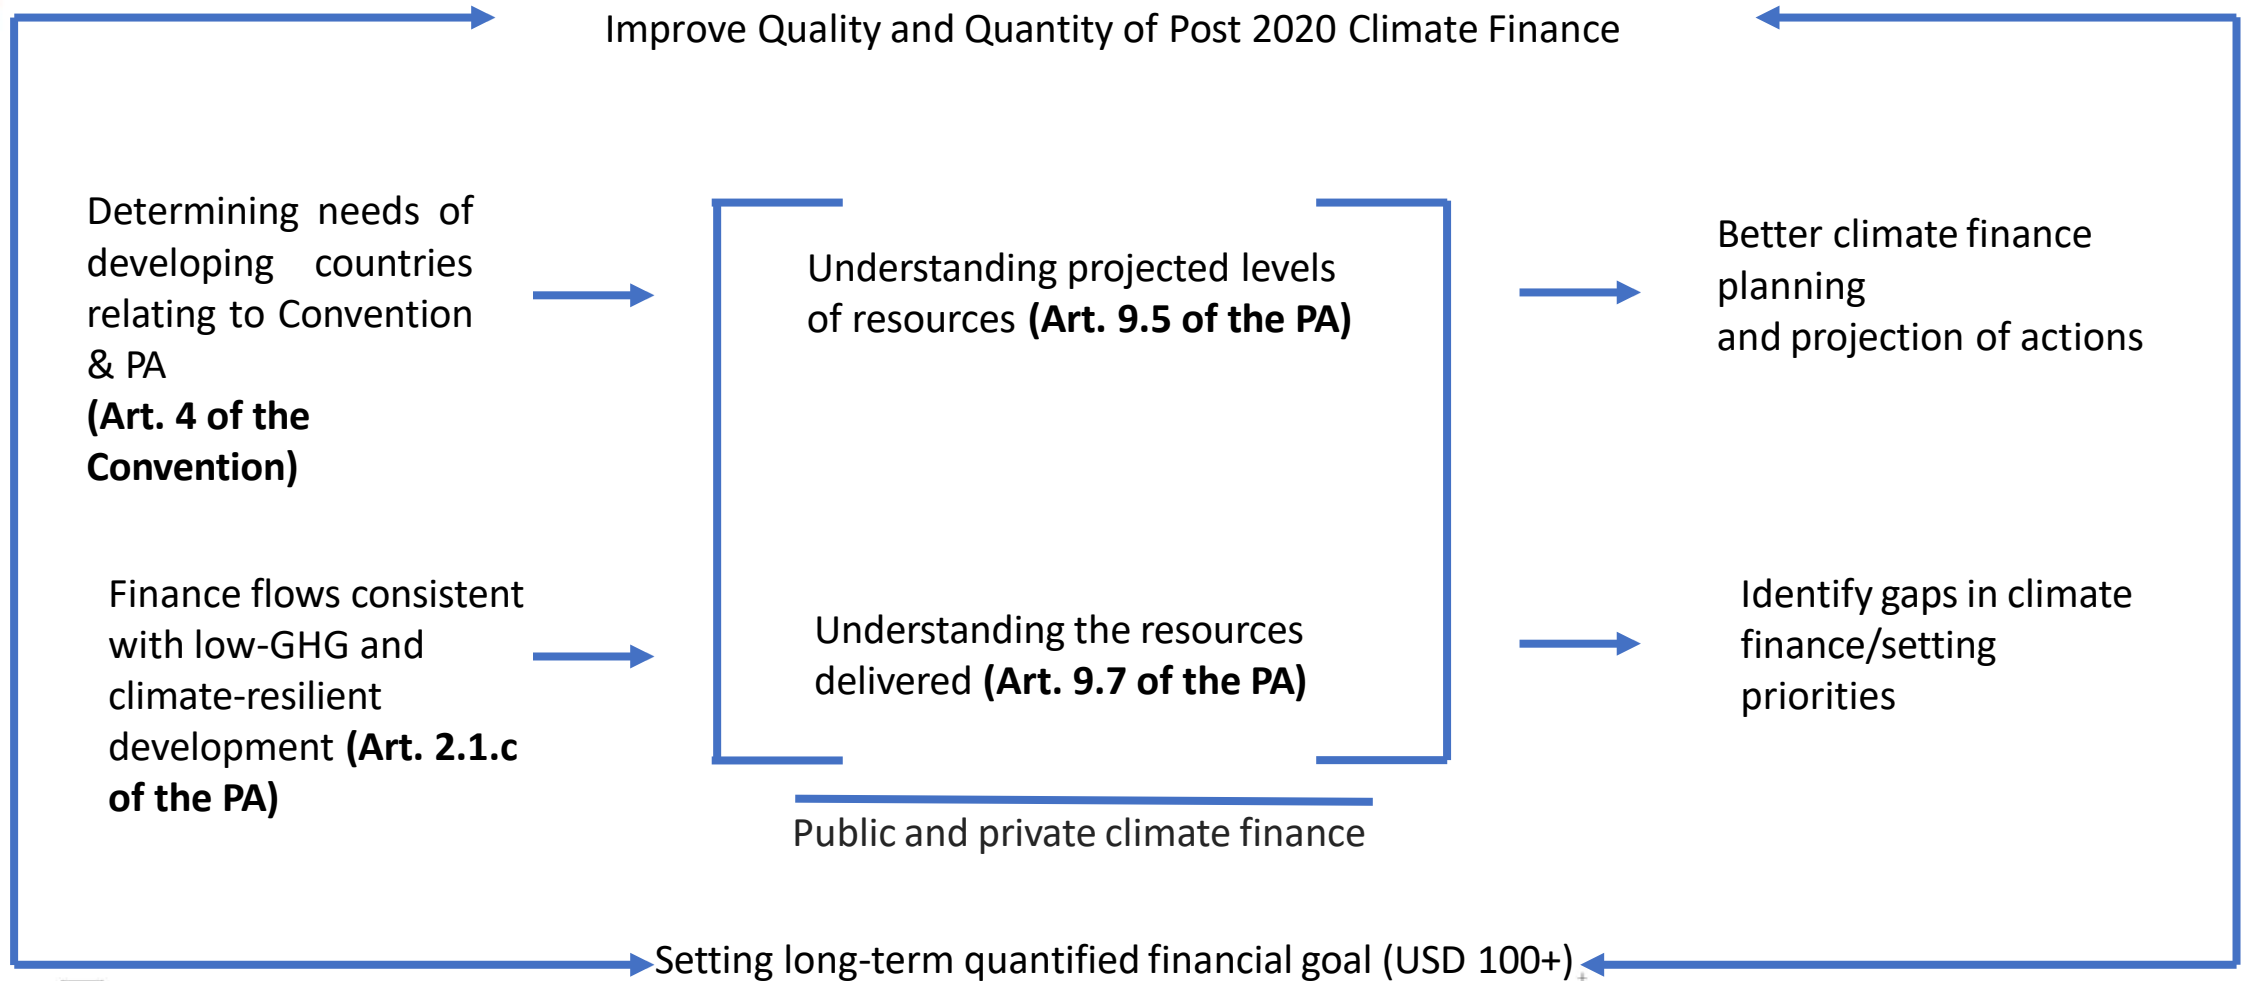 Improve Quality and Quantity of Post 2020 Climate Finance
Determining needs of
developing countries
relating to Convention
& PA
(Art. 4 of the
Convention)
Understanding projected levels
of resources (Art. 9.5 of the PA)
Better climate finance
planning
and projection of actions
Finance flows consistent
with low-GHG and
climate-resilient
development (Art. 2.1.c
of the PA)
Understanding the resources
delivered (Art. 9.7 of the PA)
Identify gaps in climate
finance/setting
priorities
Public and private climate finance
Setting long-term quantified financial goal (USD 100+)